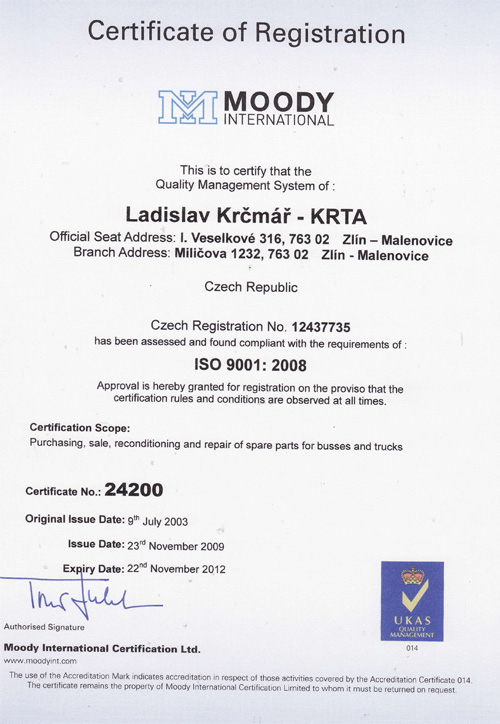 Certificate of Registration
MOODY
INTERNATIONAL
This is to certify that the
Quality Management System of :
Ladislav Krčmář - KRTA
Official Seat Address: I. Veselkové 316, 763 02 Zlín – Malenovice
Branch Address: Miličova 1232, 763 02 Zlín - Malenovice
Czech Republic
Czech Registration No. 12437735
has been assessed and found compliant with the requirements of :
ISO 9001: 2008
Approval is hereby granted for registration on the proviso that the
certification rules and conditions are observed at all times.
Certification Scope:
Purchasing, sale, reconditioning and repair of spare parts for busses and trucks
Certificate No.: 24200
Original Issue Date: 9th July 2003
Issue Date: 23rd November 2009
Expiry Date: 22nd November 2012
Authorised Signature
Moody International Certification Ltd.
www.moodyint.com
UKAS
QUALITY
MANAGEMENT
014
The use of the Accreditation Mark indicates accreditation in respect of those activities covered by the Accreditation Certificate 014.
The certificate remains the property of Moody International Certification Limited to whom it must be returned on request.